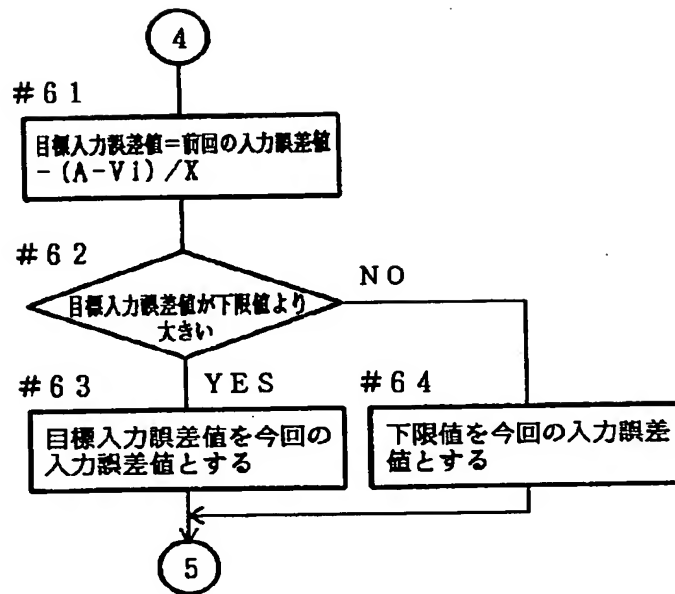 4
#61
目標入力誤差値=前回の入力誤差値
-(A-Vi)/X
#62
NO
目標入力誤差値が下限値より
大きい
#63
YES
#64
目標入力誤差値を今回の
入力誤差値とする
下限値を今回の入力誤差
値とする
5